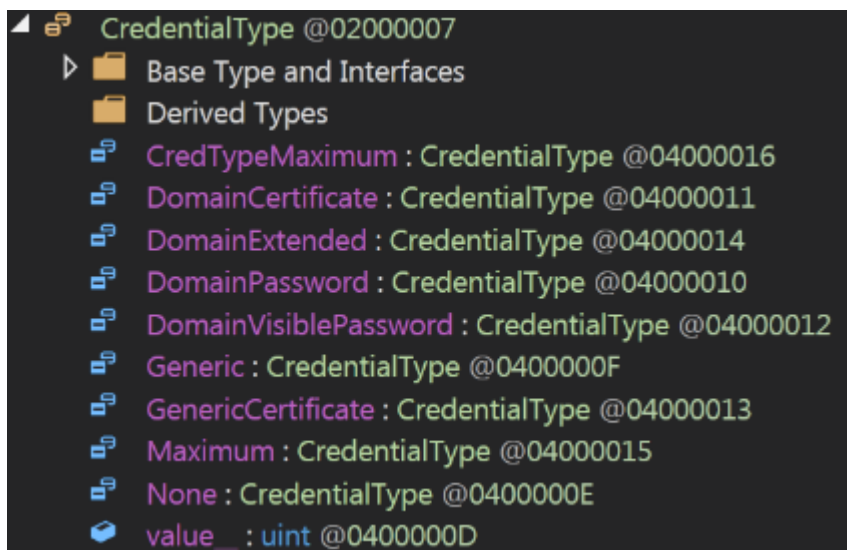 CredentialType @02000007
Base Type and Interfaces
Derived Types
CredTypeMaximum : CredentialType @04000016
DomainCertificate : CredentialType @04000011
DomainExtended : CredentialType @04000014
DomainPassword : CredentialType @04000010
DomainVisiblePassword : CredentialType @04000012
Generic : CredentialType @0400000F
GenericCertificate : CredentialType @04000013
Maximum : CredentialType @04000015
None : CredentialType @0400000E
value__ : uint @0400000D